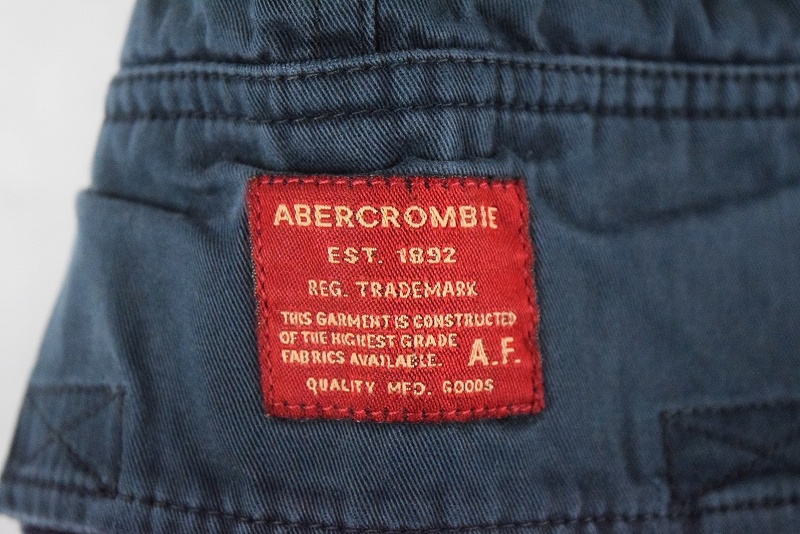 ABERCROMBIE
EST. 1892
REG. TRADEMARK
THIS GARMENT IS CONSTRUCTED
OF THE HIGHEST GRADE
FABRICS AVAILABLE. A.F.
QUALITY MFD. GOODS